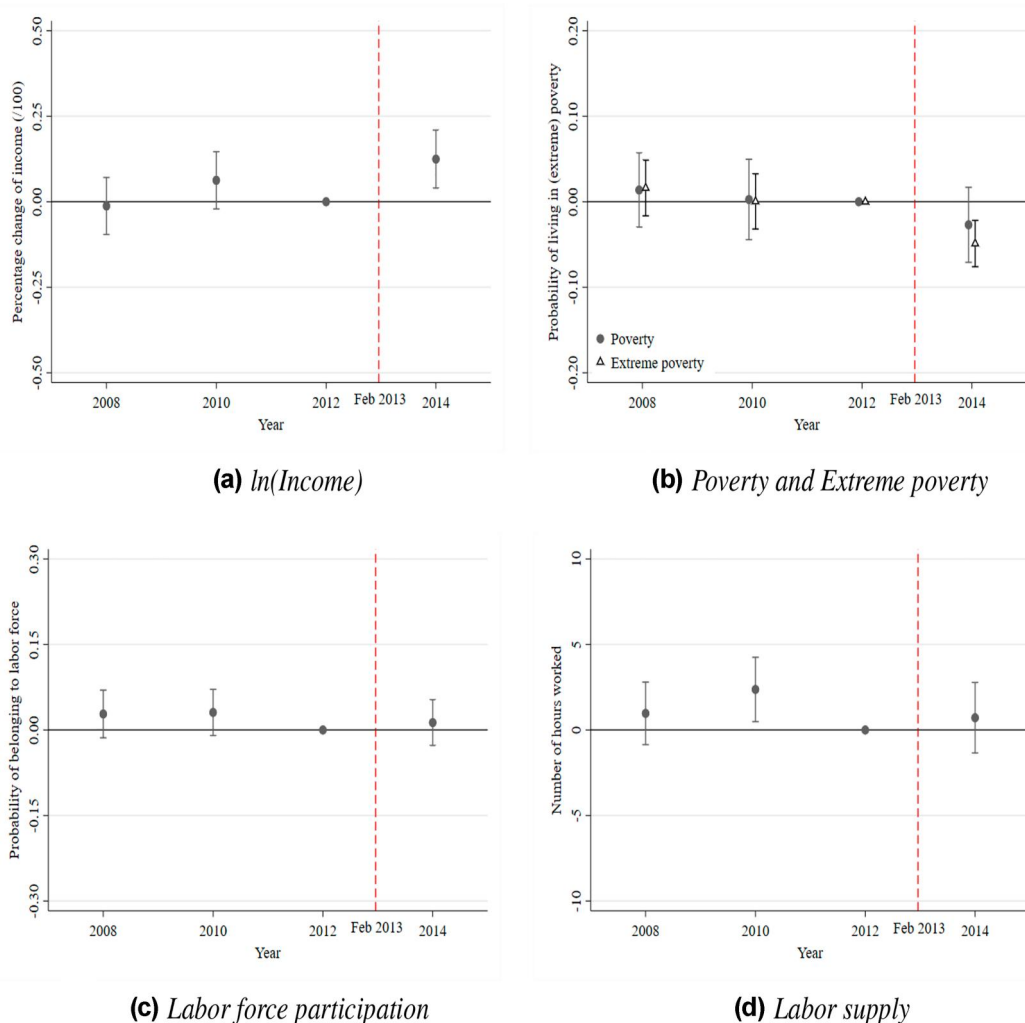 Percentage change of income (/100)
0.50
0.25
0.00
-0.25
-0.50
2008 2010 2012 Feb 2013 2014
Year
(a) ln(Income)
Probability of living in (extreme) poverty
0.20
0.10
0.00
-0.10
-0.20
Poverty
Extreme poverty
2008 2010 2012 Feb 2013 2014
Year
(b) Poverty and Extreme poverty
Probability of belonging to labor force
0.30
0.15
0.00
-0.15
-0.30
2008 2010 2012 Feb 2013 2014
Year
(c) Labor force participation
Number of hours worked
10
5
0
-5
-10
2008 2010 2012 Feb 2013 2014
Year
(d) Labor supply